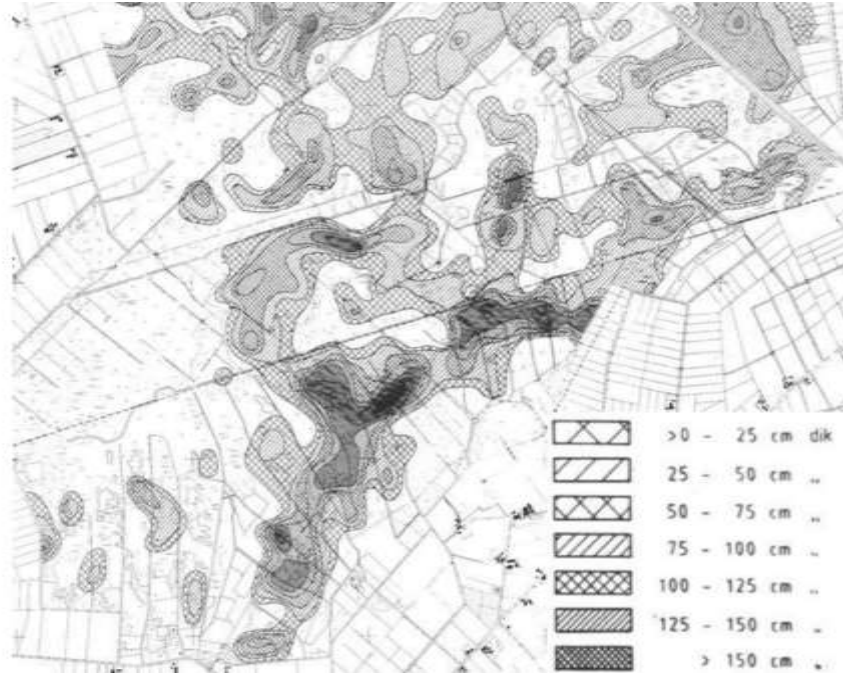 >0 - 25 cm dik
25 - 50 cm „
50 - 75 cm „
75 - 100 cm „
100 - 125 cm „
125 - 150 cm „
> 150 cm „